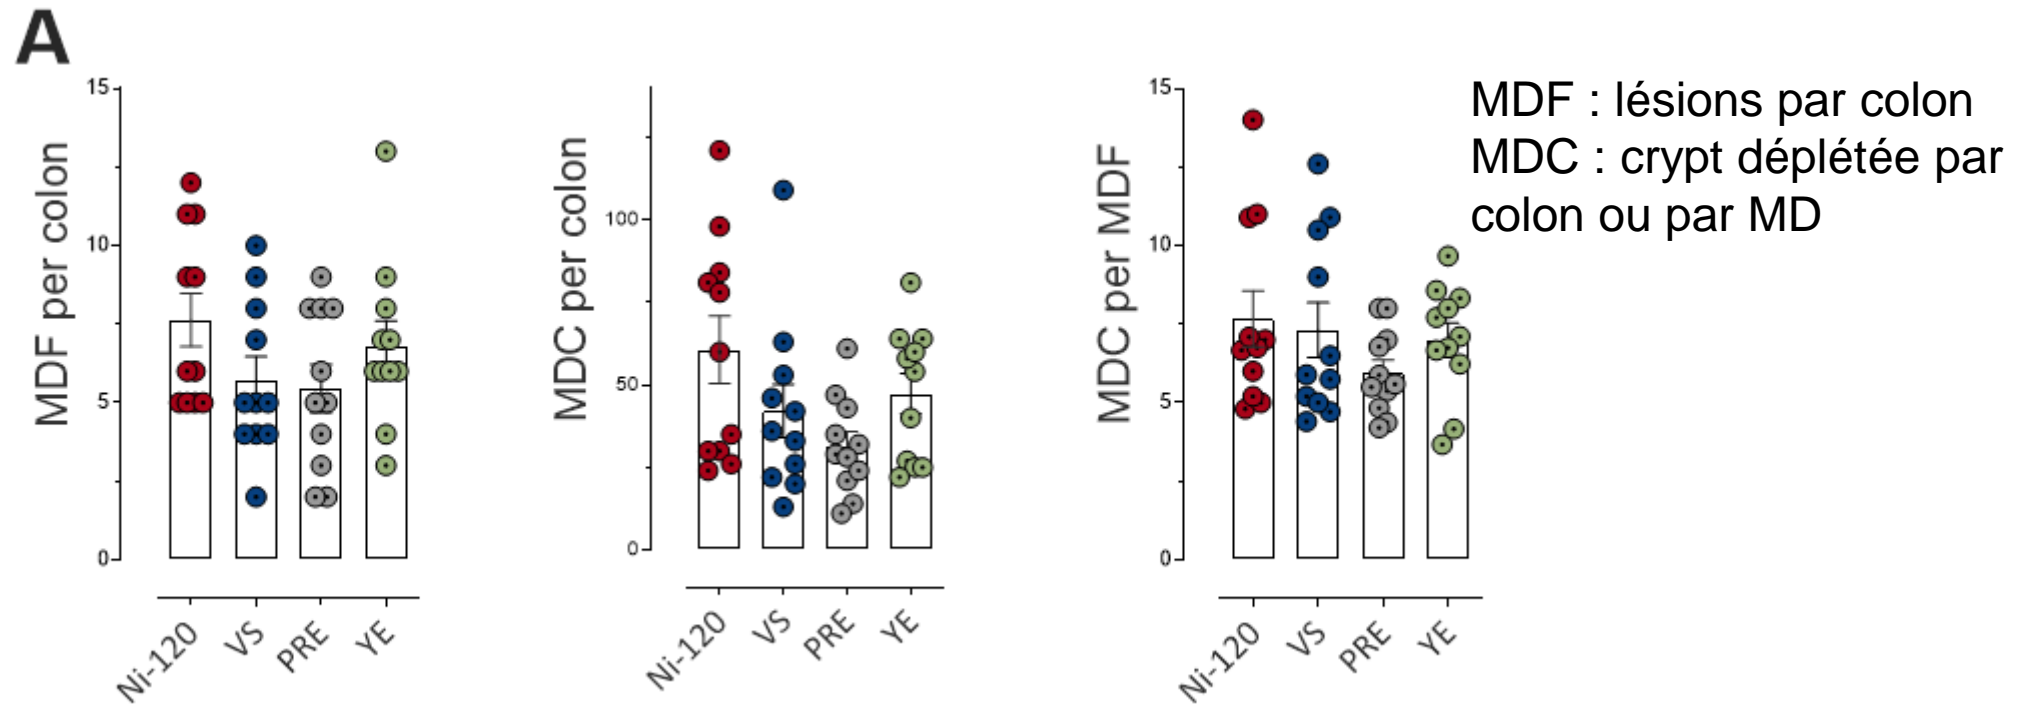 A
MDF per colon
15
10
5
0
Ni-120
VS
PRE
YE
MDC per colon
100
50
0
Ni-120
VS
PRE
YE
MDC per MDF
15
10
5
0
Ni-120
VS
PRE
YE
MDF : lésions par colon
MDC : crypt déplétée par
colon ou par MD